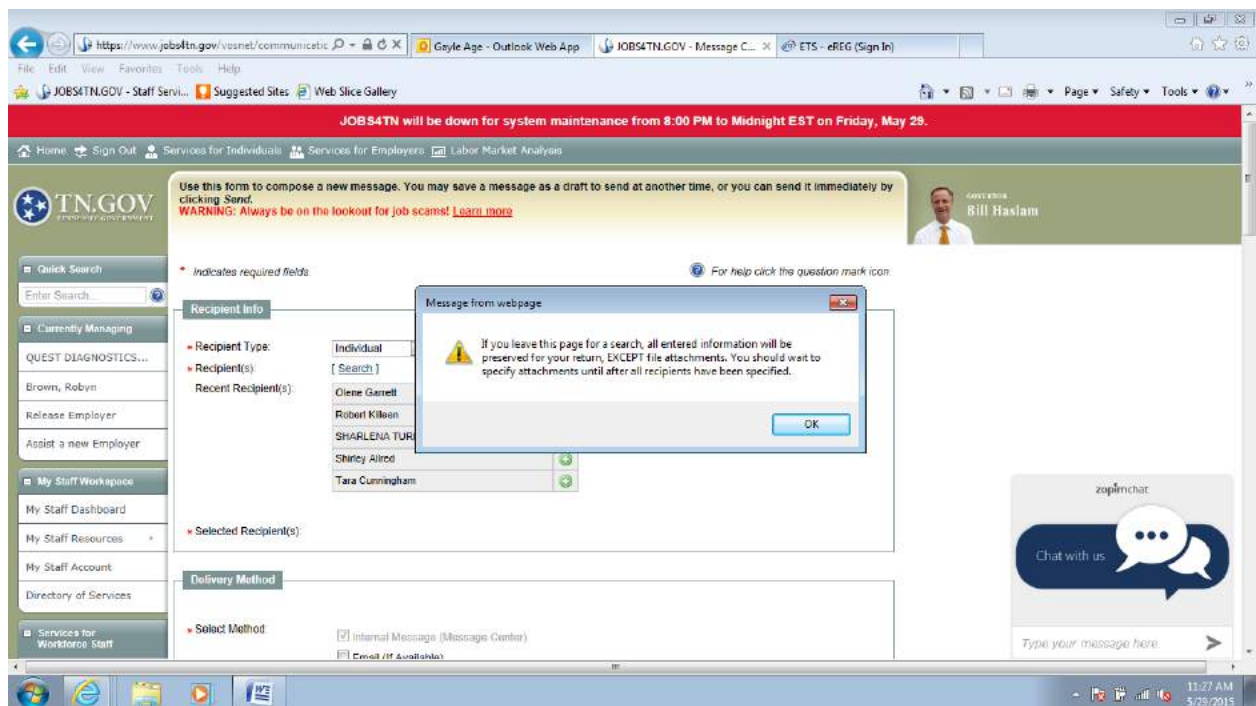 https://www.jobs4tn.gov/vosnet/communicatic
Gayle Age - Outlook Web App
JOBS4TN.GOV - Message C...
ETS - eREG (Sign In)
File Edit View Favorites Tools Help
JOBS4TN.GOV - Staff Servi...
Suggested Sites
Web Slice Gallery
Page
Safety
Tools
JOBS4TN will be down for system maintenance from 8:00 PM to Midnight EST on Friday, May 29.
Home
Sign Out
Services for Individuals
Services for Employers
Labor Market Analysis
TN.GOV
TENNESSEE GOVERNMENT
Use this form to compose a new message. You may save a message as a draft to send at another time, or you can send it immediately by
clicking Send.
WARNING: Always be on the lookout for job scams! Learn more
GOVERNOR
Bill Haslam
Quick Search
Enter Search...
Currently Managing
QUEST DIAGNOSTICS...
Brown, Robyn
Release Employer
Assist a new Employer
My Staff Workspace
My Staff Dashboard
My Staff Resources
My Staff Account
Directory of Services
Services for
Workforce Staff
* Indicates required fields.
For help click the question mark icon.
Recipient Info
Recipient Type:
Individual
Recipient(s):
[ Search ]
Recent Recipient(s):
Olene Garrett
Robert Killeen
SHARLENA TUR
Shirley Allred
Tara Cunningham
Selected Recipient(s):
Message from webpage
If you leave this page for a search, all entered information will be
preserved for your return, EXCEPT file attachments. You should wait to
specify attachments until after all recipients have been specified.
OK
Delivery Method
Select Method:
Internal Message (Message Center)
Email (If Available)
zopimchat
Chat with us
Type your message here
11:27 AM
5/29/2015